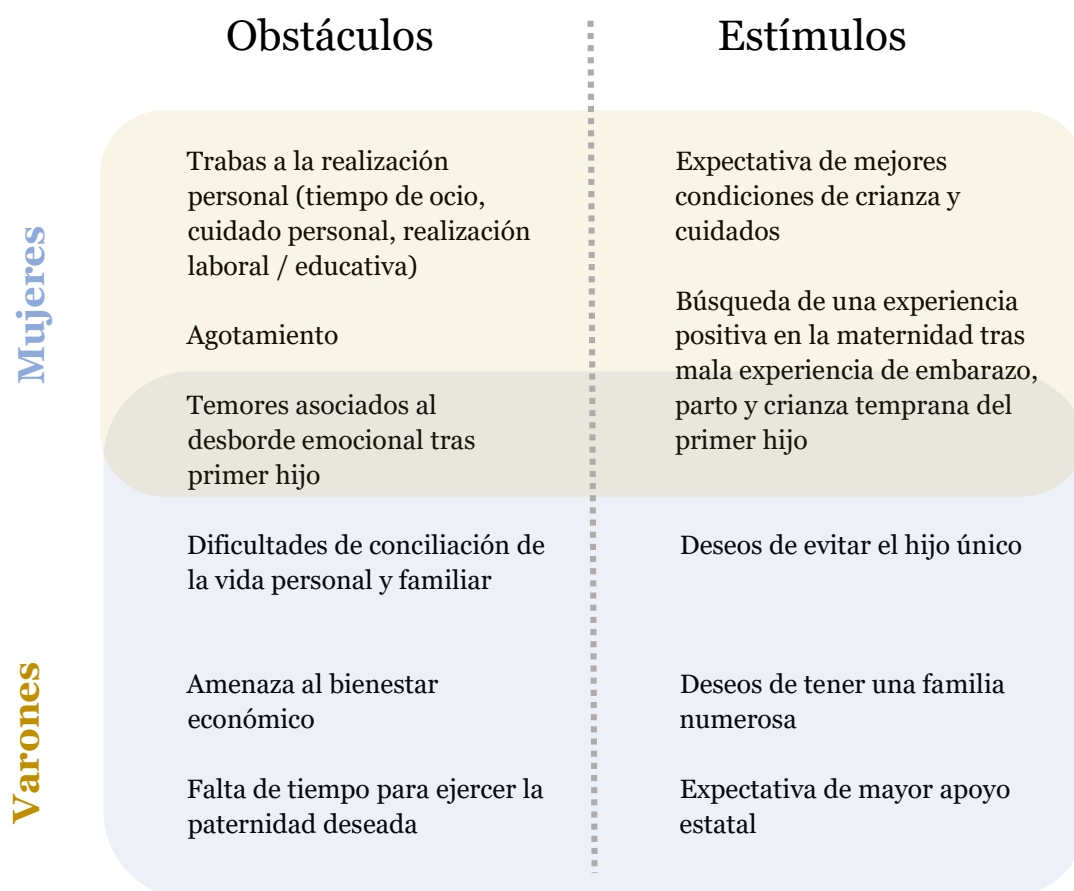 Obstáculos
Estímulos
Mujeres
Trabas a la realización
personal (tiempo de ocio,
cuidado personal, realización
laboral / educativa)
Agotamiento
Temores asociados al
desborde emocional tras
primer hijo
Expectativa de mejores
condiciones de crianza y
cuidados
Búsqueda de una experiencia
positiva en la maternidad tras
mala experiencia de embarazo,
parto y crianza temprana del
primer hijo
Varones
Dificultades de conciliación de
la vida personal y familiar
Amenaza al bienestar
económico
Falta de tiempo para ejercer la
paternidad deseada
Deseos de evitar el hijo único
Deseos de tener una familia
numerosa
Expectativa de mayor apoyo
estatal